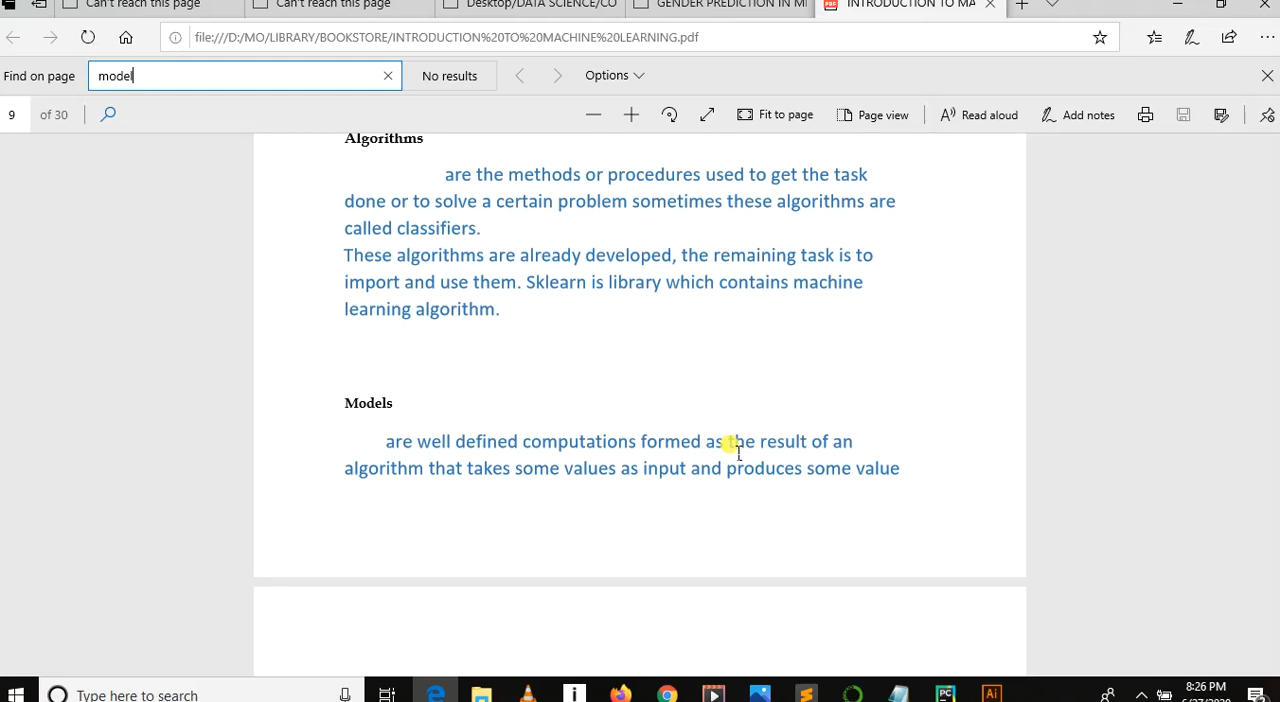 Can't reach this page
Can't reach this page
Desktop/DATA SCIENCE/CO
GENDER PREDICTION IN MI
INTRODUCTION TO MA
file:///D:/MO/LIBRARY/BOOKSTORE/INTRODUCTION%20TO%20MACHINE%20LEARNING.pdf
Find on page
model
No results
Options
9 of 30
Fit to page
Page view
Read aloud
Add notes
Algorithms
are the methods or procedures used to get the task
done or to solve a certain problem sometimes these algorithms are
called classifiers.
These algorithms are already developed, the remaining task is to
import and use them. Sklearn is library which contains machine
learning algorithm.
Models
are well defined computations formed as the result of an
algorithm that takes some values as input and produces some value
Type here to search
8:26 PM